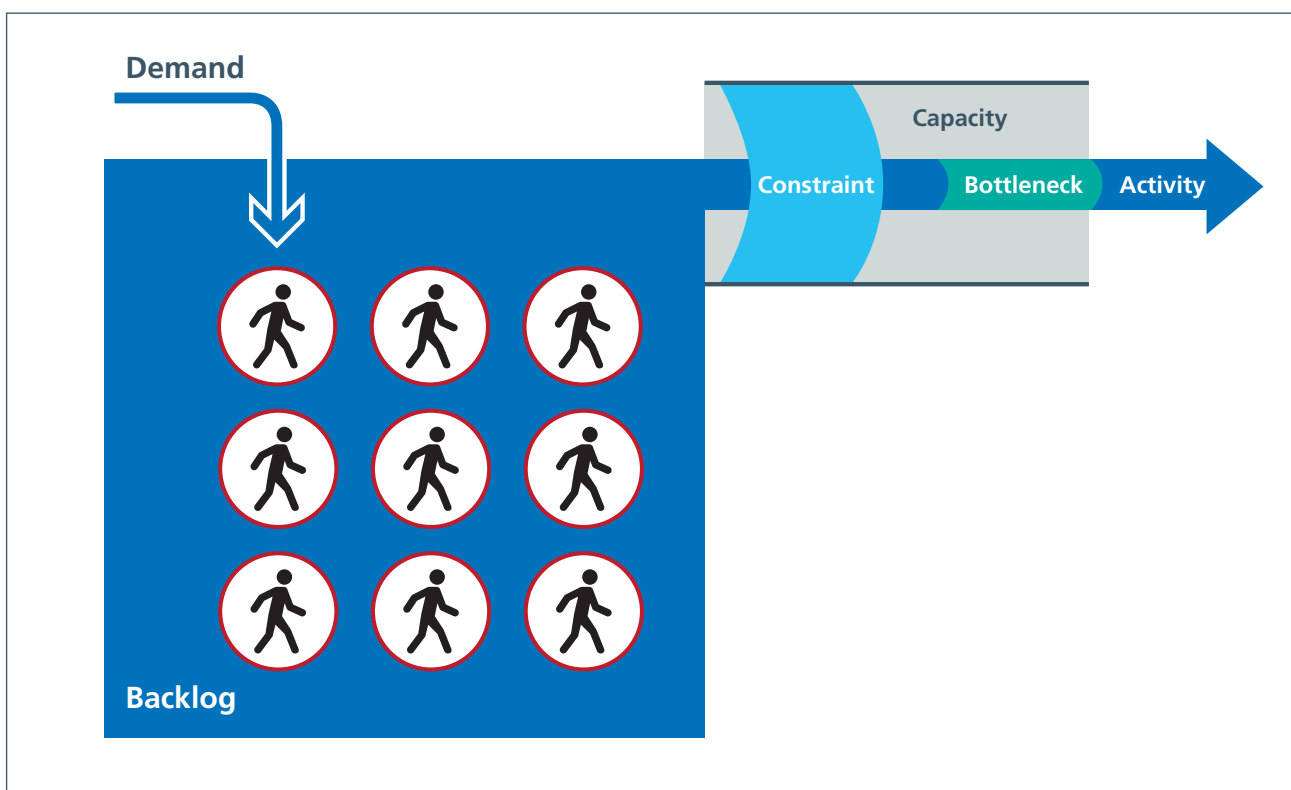 Demand
Capacity
Constraint
Bottleneck
Activity
Backlog